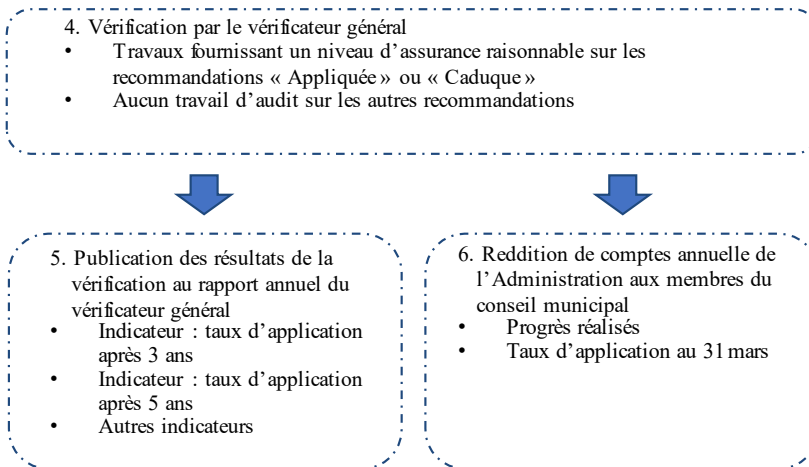 4. Vérification par le vérificateur général
• Travaux fournissant un niveau d’assurance raisonnable sur les
recommandations « Appliquée » ou « Caduque »
• Aucun travail d’audit sur les autres recommandations
5. Publication des résultats de la
vérification au rapport annuel du
vérificateur général
• Indicateur : taux d’application
après 3 ans
• Indicateur : taux d’application
après 5 ans
• Autres indicateurs
6. Reddition de comptes annuelle de
l’Administration aux membres du
conseil municipal
• Progrès réalisés
• Taux d’application au 31 mars